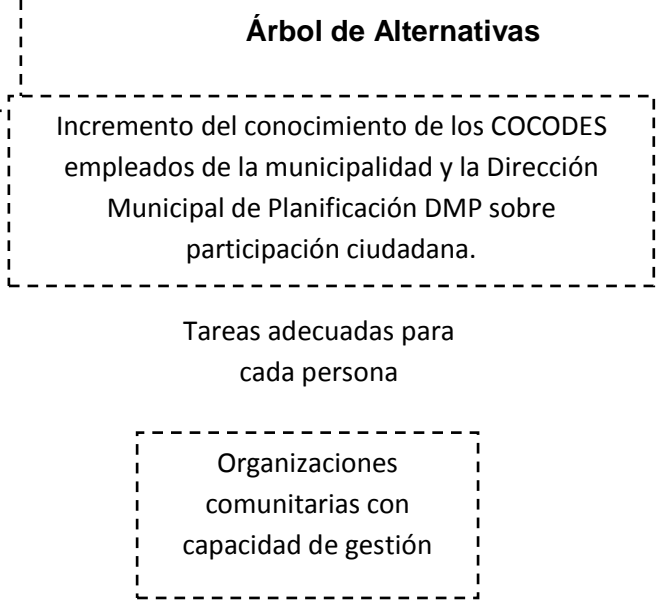 Árbol de Alternativas
Incremento del conocimiento de los COCODES
empleados de la municipalidad y la Dirección
Municipal de Planificación DMP sobre
participación ciudadana.
Tareas adecuadas para
cada persona
Organizaciones
comunitarias con
capacidad de gestión